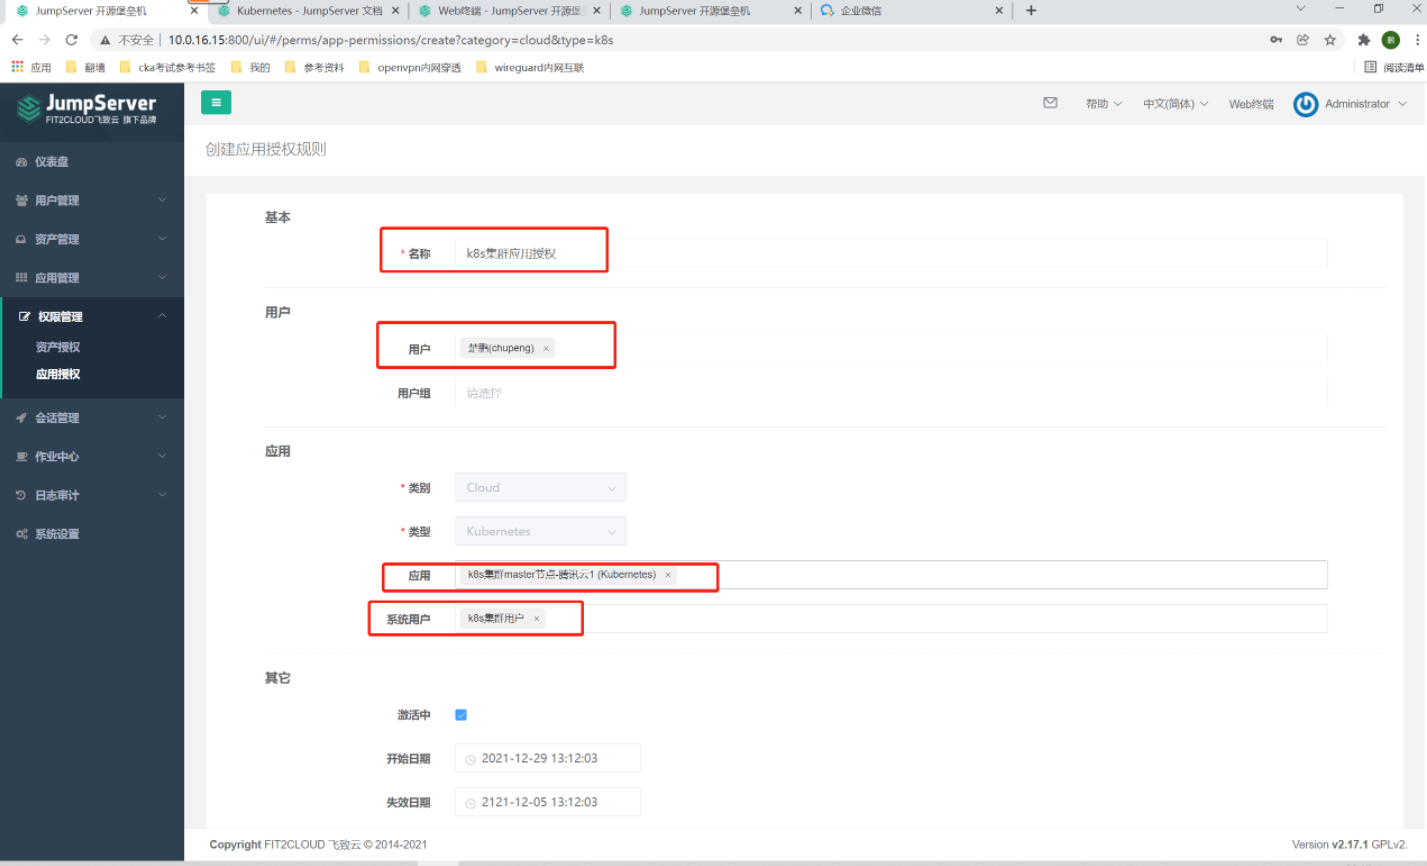 JumpServer 开源堡垒机
Kubernetes - JumpServer 文档
Web终端 - JumpServer 开源堡
JumpServer 开源堡垒机
企业微信
不安全 | 10.0.16.15:800/ui/#/perms/app-permissions/create?category=cloud&type=k8s
应用 翻墙 cka考试参考书签 我的 参考资料 openvpn内网穿透 wireguard内网互联 阅读清单
JumpServer
FIT2CLOUD飞致云 旗下品牌
帮助 中文(简体) Web终端 Administrator
仪表盘
用户管理
资产管理
应用管理
权限管理
资产授权
应用授权
会话管理
作业中心
日志审计
系统设置
创建应用授权规则
基本
* 名称 k8s集群应用授权
用户
用户 楚鹏(chupeng) ×
用户组 请选择
应用
* 类别 Cloud
* 类型 Kubernetes
应用 k8s集群master节点-腾讯云1 (Kubernetes) ×
系统用户 k8s集群用户 ×
其它
激活中
开始日期 2021-12-29 13:12:03
失效日期 2121-12-05 13:12:03
Copyright FIT2CLOUD 飞致云 © 2014-2021
Version v2.17.1 GPLv2.